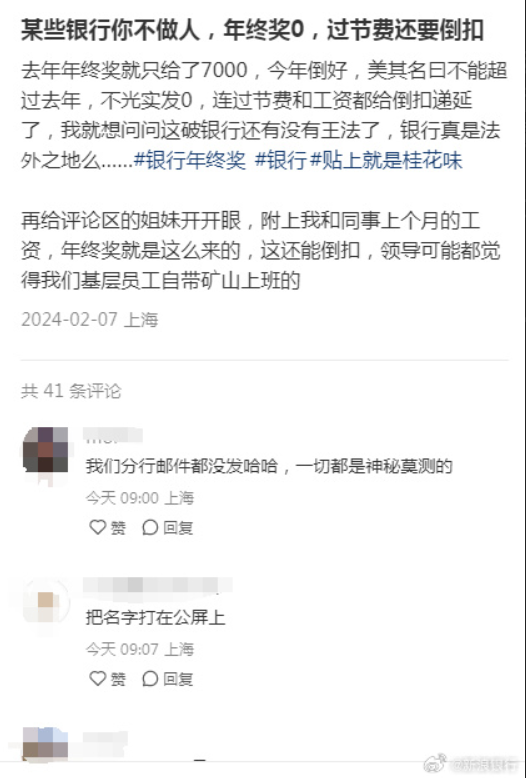 某些银行你不做人，年终奖0，过节费还要倒扣
去年年终奖就只给了7000，今年倒好，美其名曰不能超
过去年，不光实发0，连过节费和工资都给倒扣递延
了，我就想问问这破银行还有没有王法了，银行真是法
外之地么......#银行年终奖 #银行#贴上就是桂花味
再给评论区的姐妹开开眼，附上我和同事上个月的工
资，年终奖就是这么来的，这还能倒扣，领导可能都觉
得我们基层员工自带矿山上班的
2024-02-07 上海
共 41 条评论
我们分行邮件都没发哈哈，一切都是神秘莫测的
今天 09:00 上海
赞 回复
把名字打在公屏上
今天 09:07 上海
赞 回复